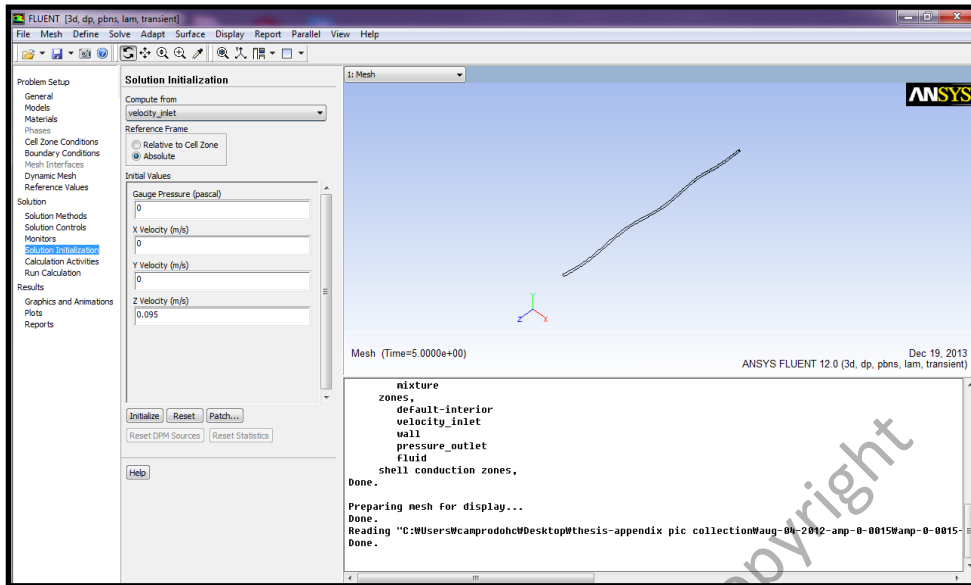 FLUENT [3d, dp, pbns, lam, transient]
File Mesh Define Solve Adapt Surface Display Report Parallel View Help
Problem Setup
General
Models
Materials
Phases
Cell Zone Conditions
Boundary Conditions
Mesh Interfaces
Dynamic Mesh
Reference Values
Solution
Solution Methods
Solution Controls
Monitors
Solution Initialization
Calculation Activities
Run Calculation
Results
Graphics and Animations
Plots
Reports
Solution Initialization
Compute from
velocity_inlet
Reference Frame
Relative to Cell Zone
Absolute
Initial Values
Gauge Pressure (pascal)
0
X Velocity (m/s)
0
Y Velocity (m/s)
0
Z Velocity (m/s)
0.095
Initialize Reset Patch...
Reset DPM Sources Reset Statistics
Help
1: Mesh
ANSYS
Y
Z X
Mesh (Time=5.0000e+00)
Dec 19, 2013
ANSYS FLUENT 12.0 (3d, dp, pbns, lam, transient)
mixture
zones,
default-interior
velocity_inlet
wall
pressure_outlet
fluid
shell conduction zones,
Done.
Preparing mesh for display...
Done.
Reading "C:₩Users₩camprodohc₩Desktop₩thesis-appendix pic collection₩aug-04-2012-amp-0-0015₩amp-0-0015-
Done.
opyright